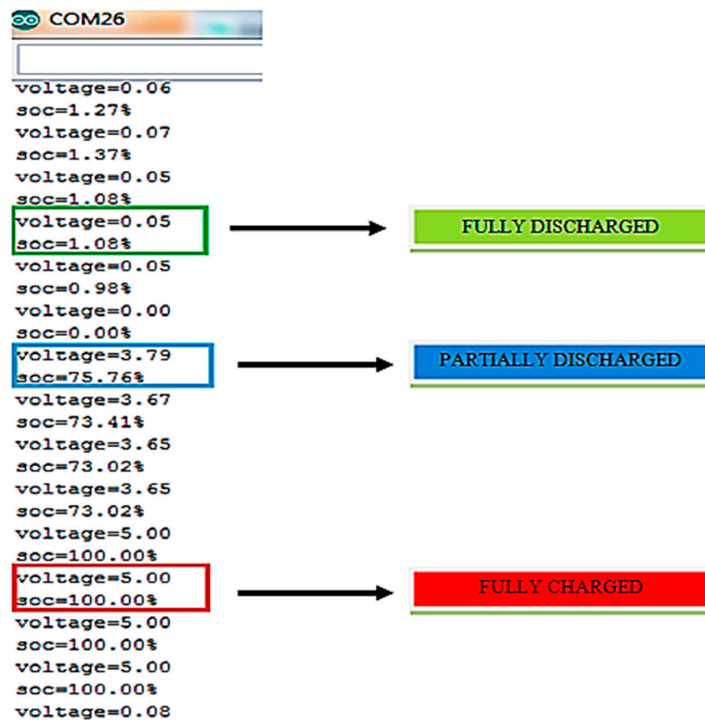 COM26
voltage=0.06
soc=1.27%
voltage=0.07
soc=1.37%
voltage=0.05
soc=1.08%
voltage=0.05
soc=1.08%
FULLY DISCHARGED
voltage=0.05
soc=0.98%
voltage=0.00
soc=0.00%
voltage=3.79
soc=75.76%
PARTIALLY DISCHARGED
voltage=3.67
soc=73.41%
voltage=3.65
soc=73.02%
voltage=3.65
soc=73.02%
voltage=5.00
soc=100.00%
voltage=5.00
soc=100.00%
FULLY CHARGED
voltage=5.00
soc=100.00%
voltage=5.00
soc=100.00%
voltage=0.08